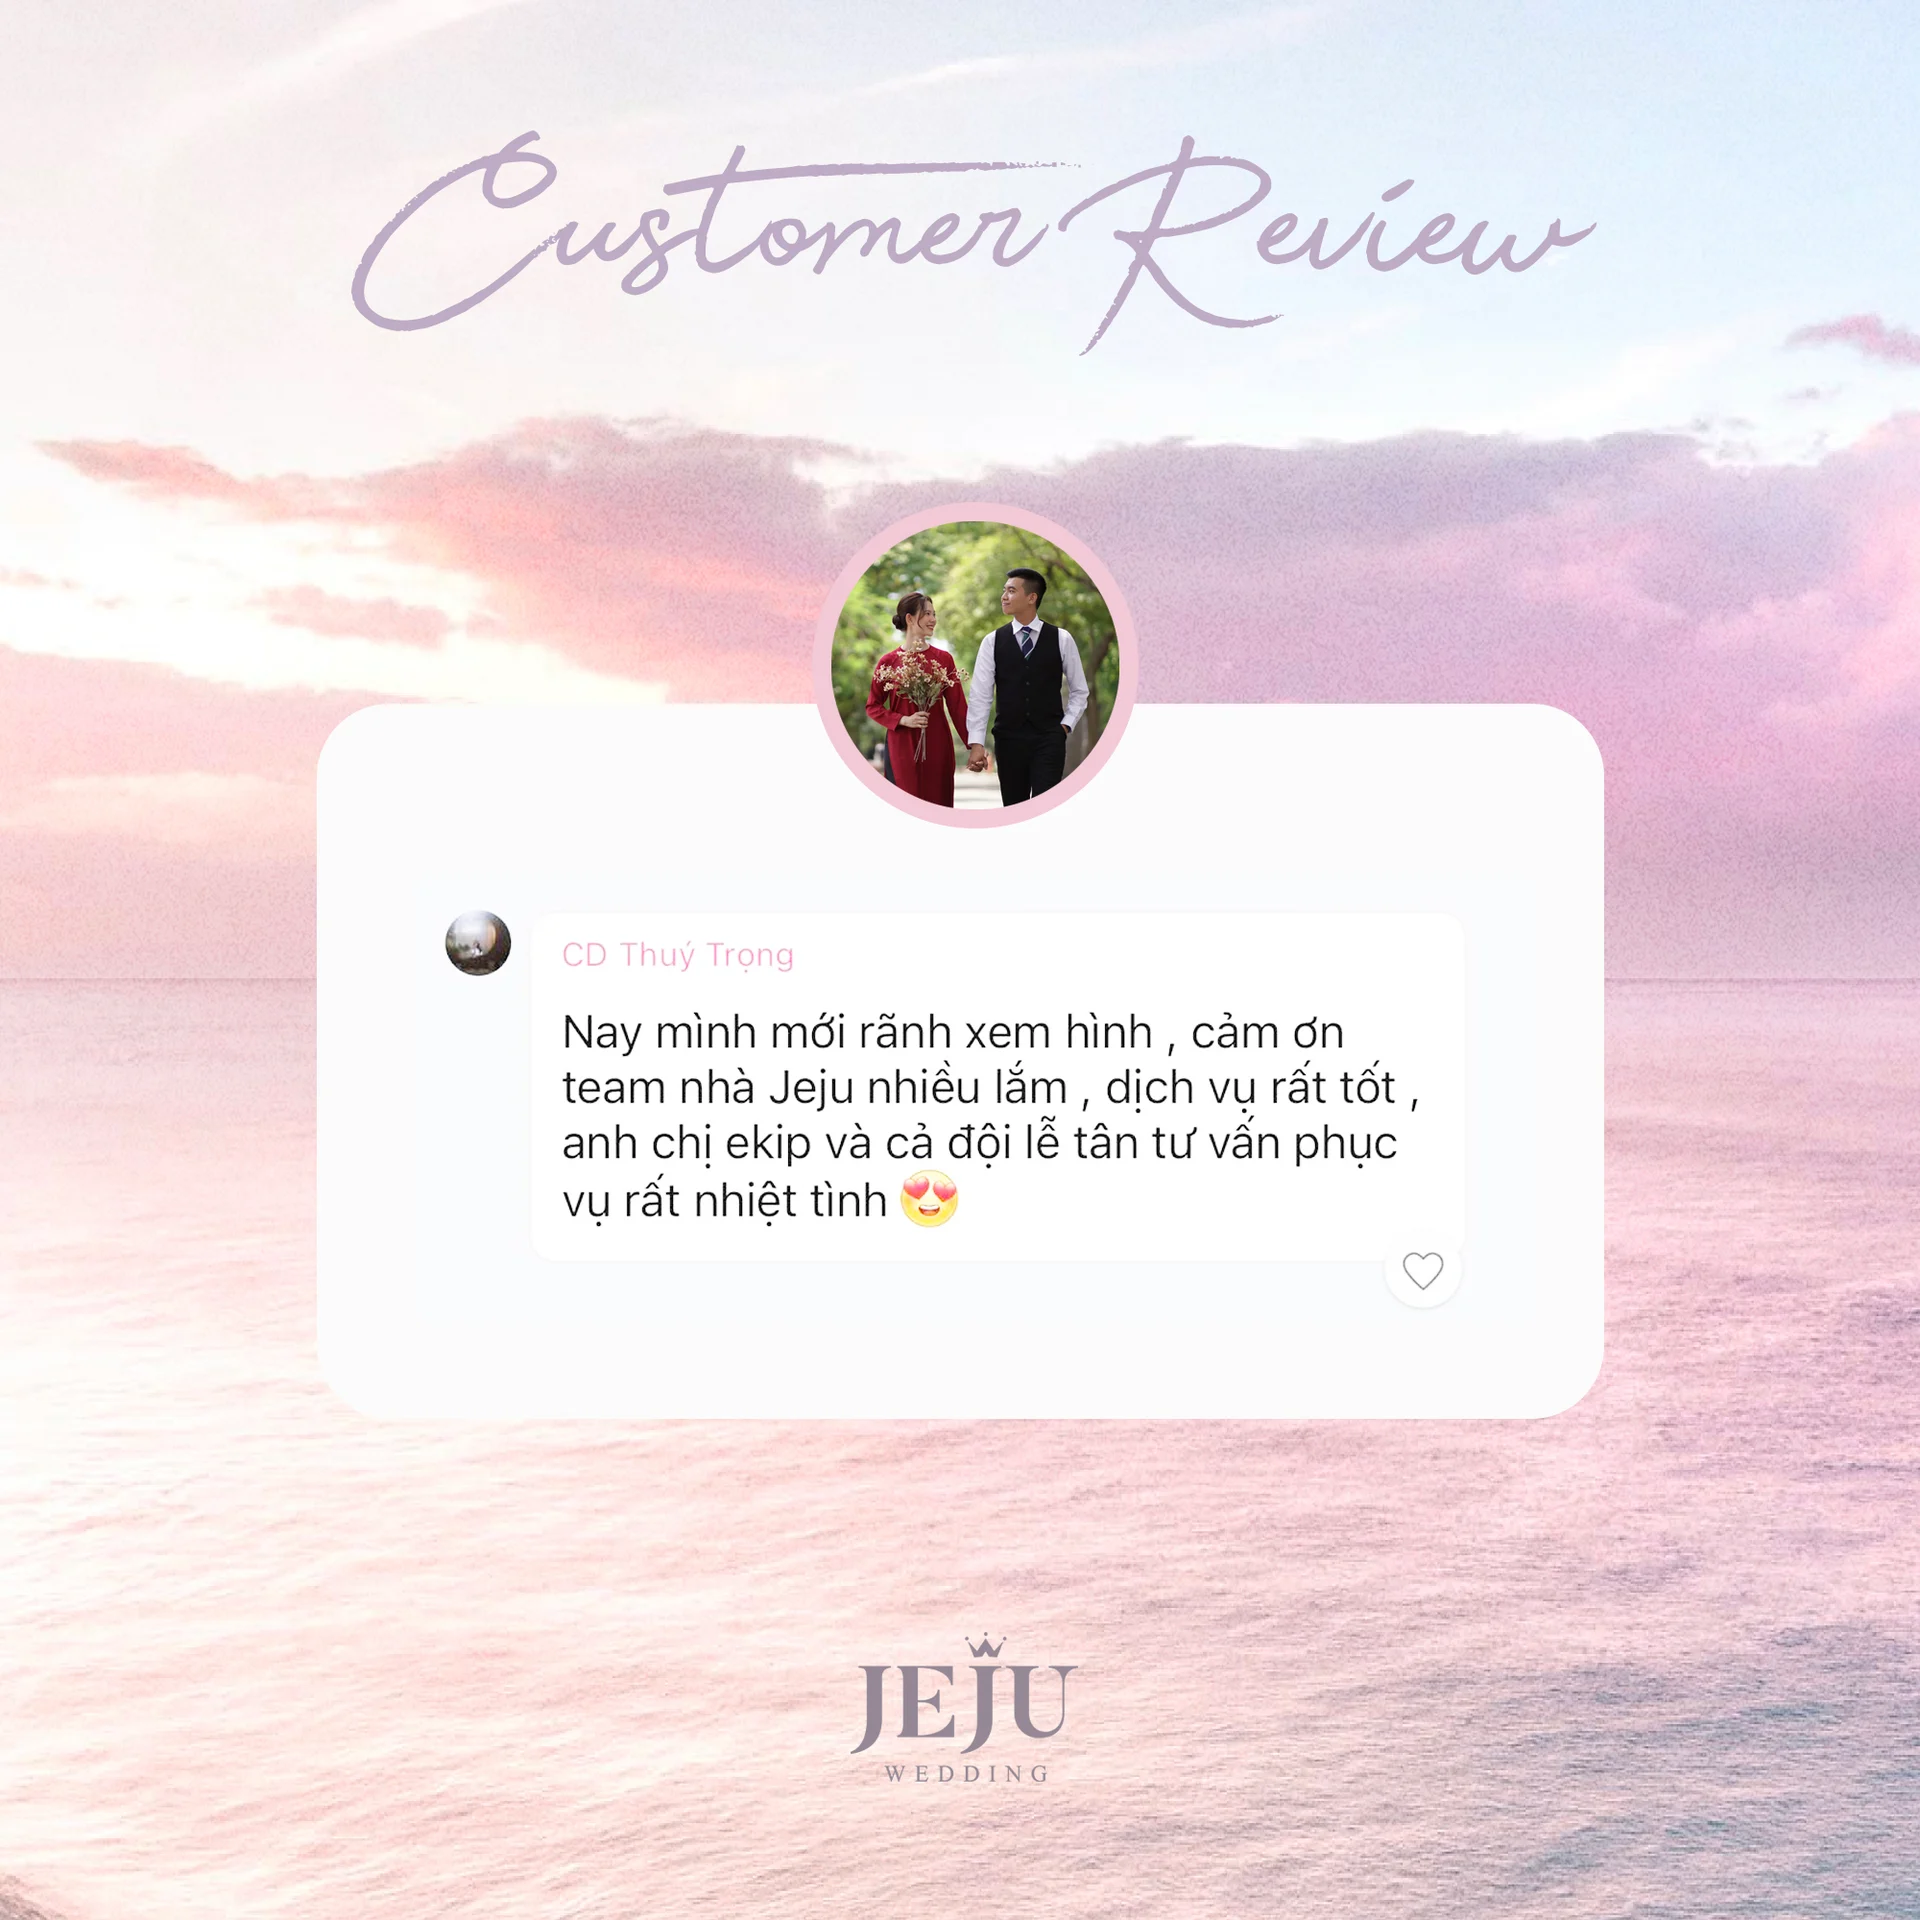 Customer Review
CD Thuý Trọng
Nay mình mới rãnh xem hình , cảm ơn
team nhà Jeju nhiều lắm , dịch vụ rất tốt ,
anh chị ekip và cả đội lễ tân tư vấn phục
vụ rất nhiệt tình 😍
JEJU
WEDDING